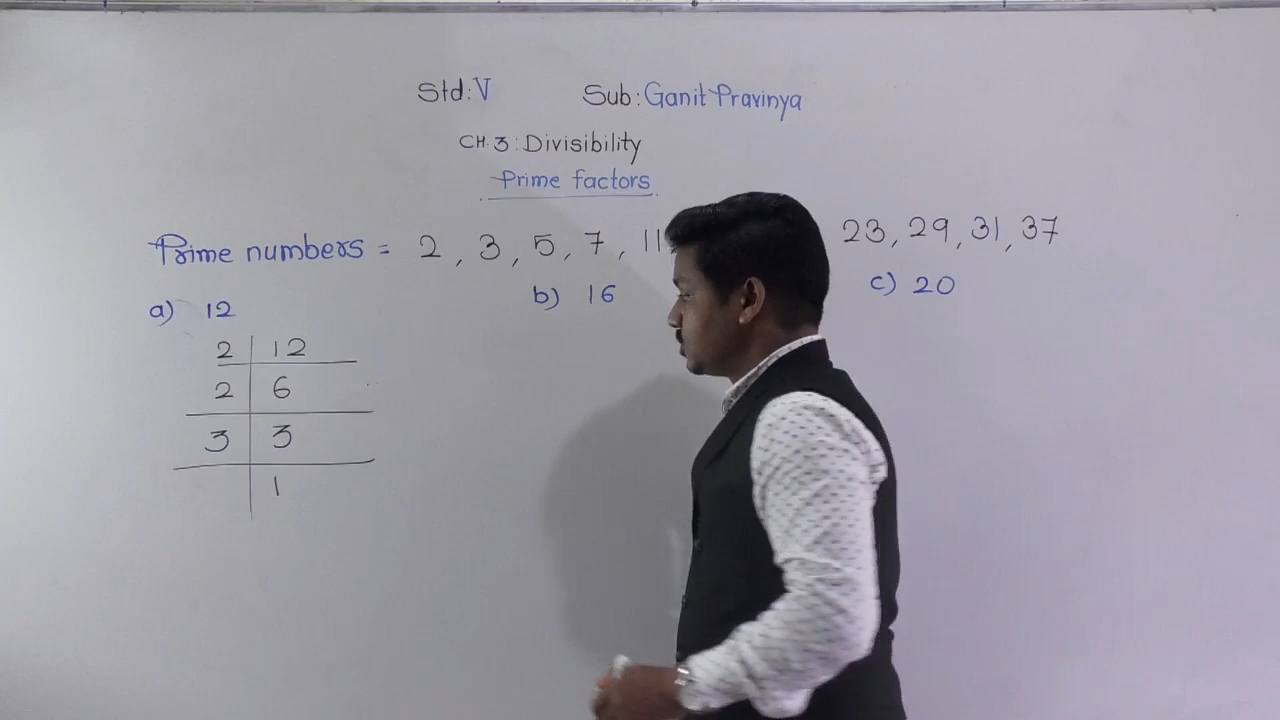 Std: V Sub: Ganit Pravinya
CH. 3: Divisibility
Prime factors
Prime numbers = 2, 3, 5, 7, 11 23, 29, 31, 37
a) 12 b) 16 c) 20
2 | 12
2 | 6
3 | 3
| 1